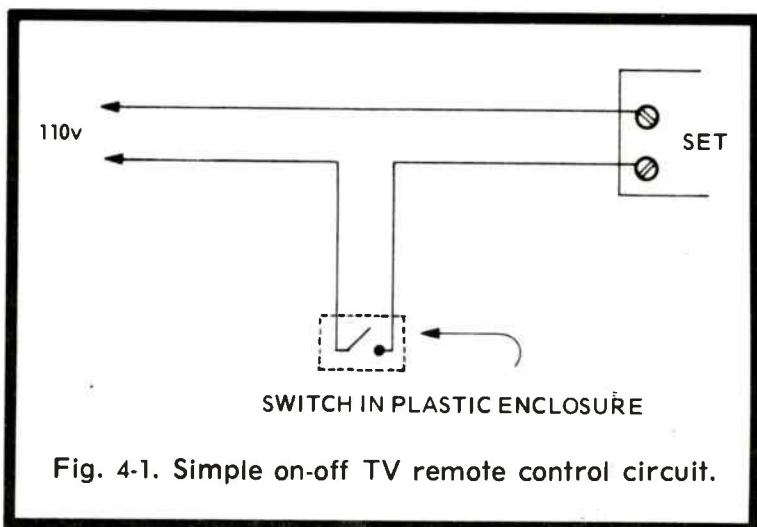 110v
SET
SWITCH IN PLASTIC ENCLOSURE
Fig. 4-1. Simple on-off TV remote control circuit.